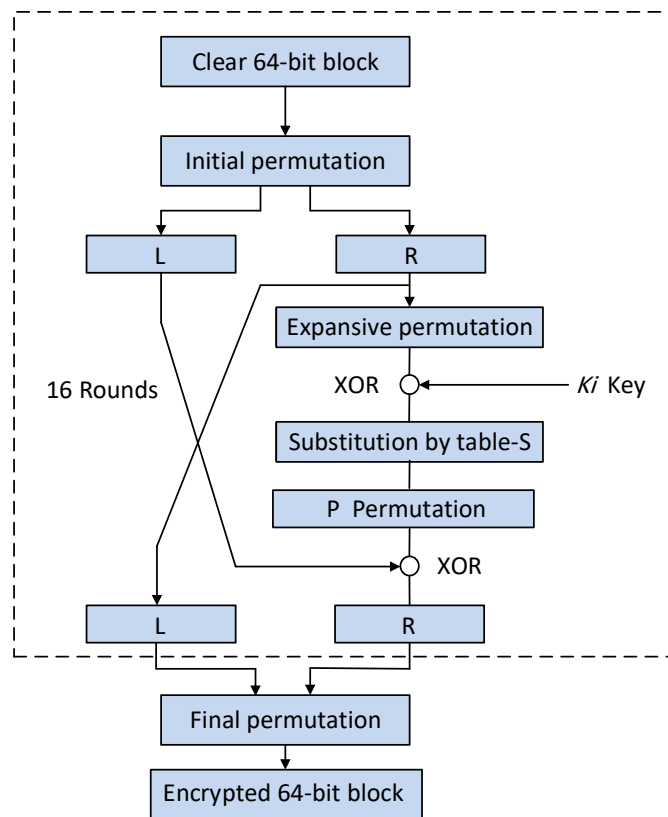 Clear 64-bit block
Initial permutation
L
R
Expansive permutation
16 Rounds
XOR
Ki Key
Substitution by table-S
P Permutation
XOR
L
R
Final permutation
Encrypted 64-bit block